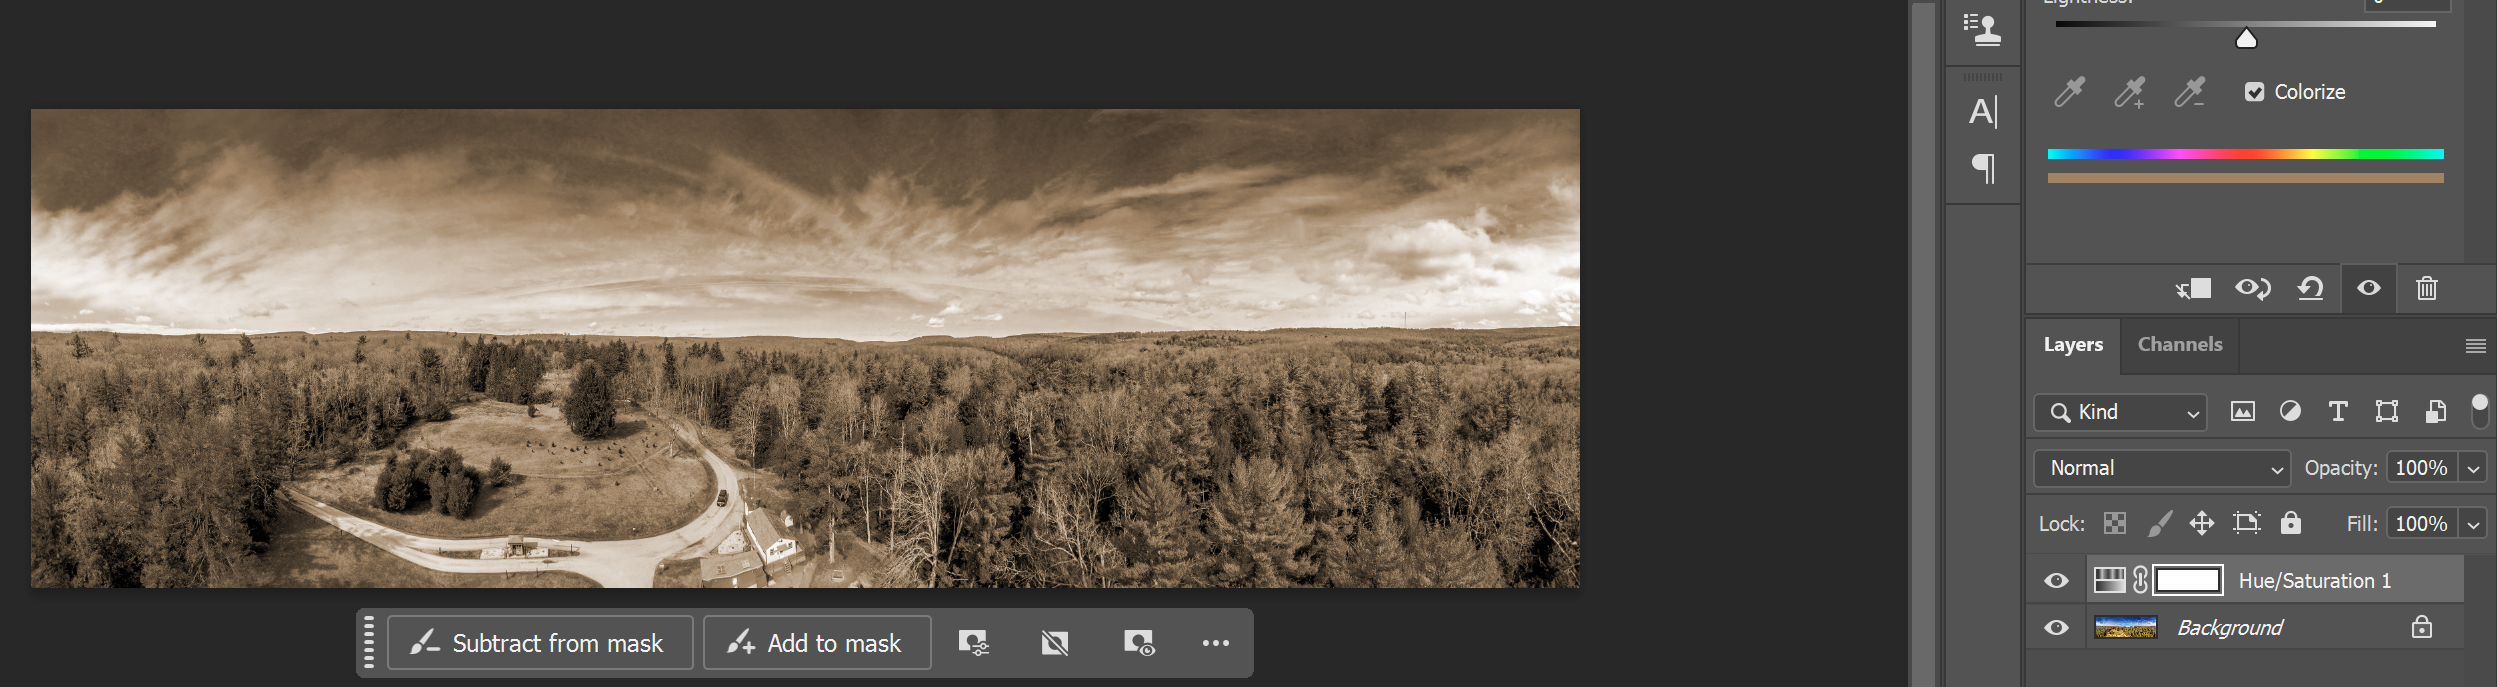 Lightness:
Colorize
Layers
Channels
Kind
Normal
Opacity: 100%
Lock:
Fill: 100%
Hue/Saturation 1
Background
Subtract from mask
Add to mask